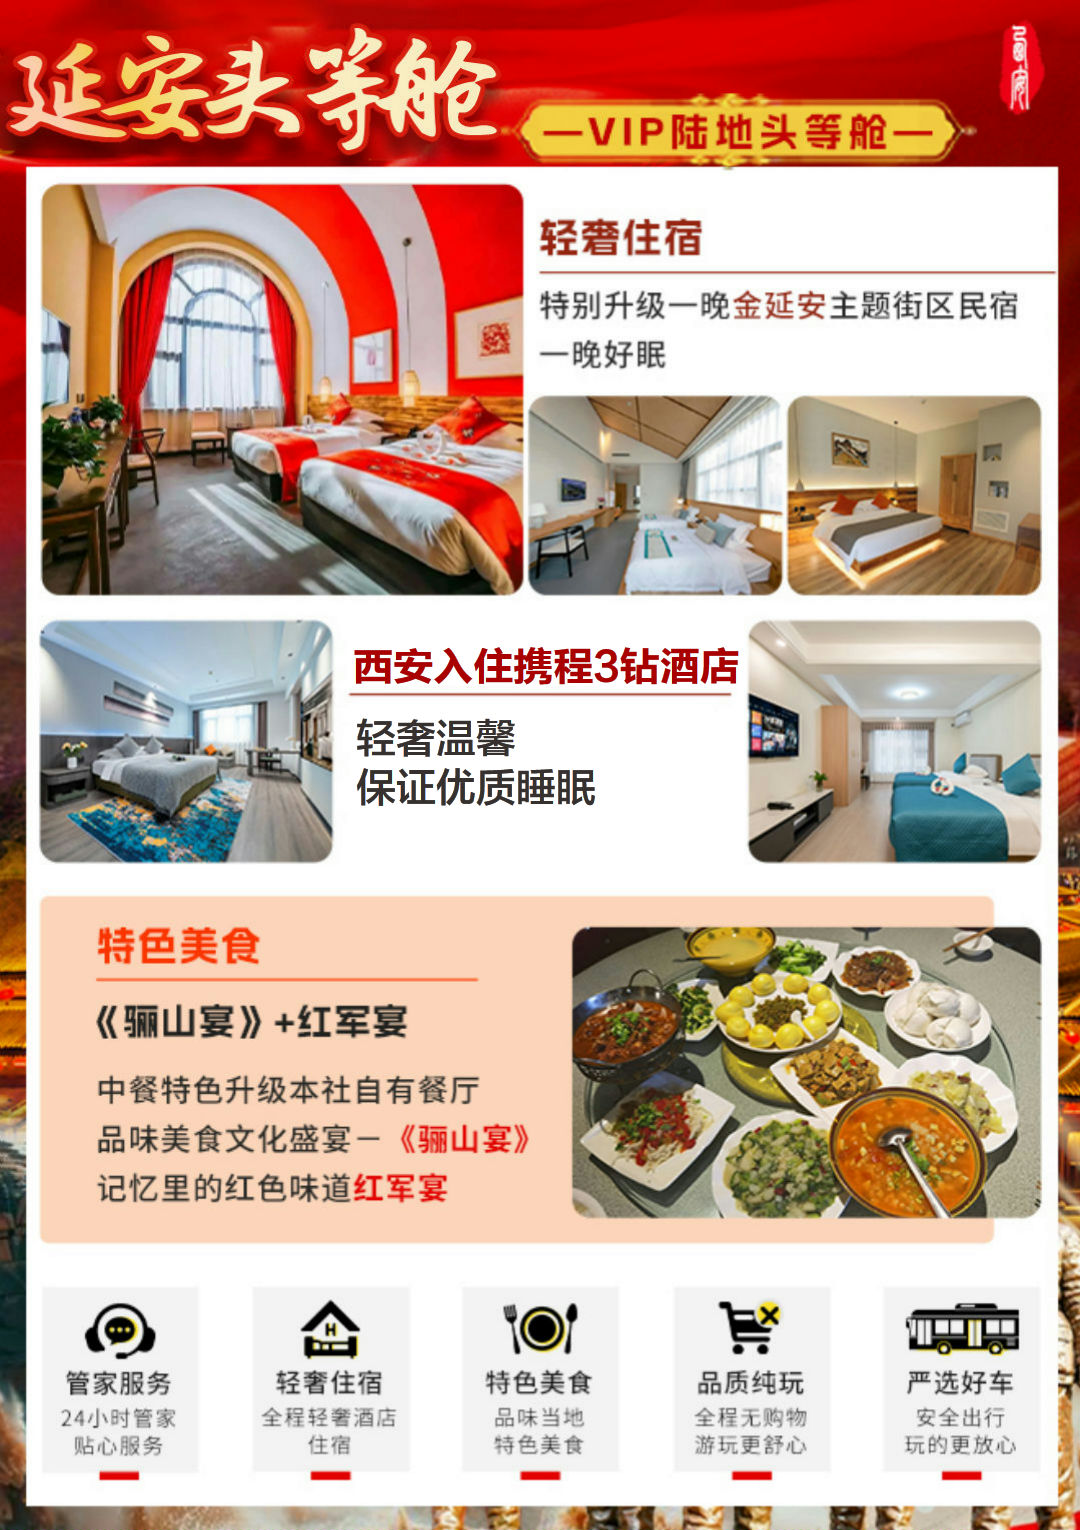 延安头等舱
—VIP陆地头等舱—
轻奢住宿
特别升级一晚金延安主题街区民宿
一晚好眠
西安入住携程3钻酒店
轻奢温馨
保证优质睡眠
特色美食
《骊山宴》+红军宴
中餐特色升级本社自有餐厅
品味美食文化盛宴－《骊山宴》
记忆里的红色味道红军宴
H
管家服务
24小时管家
贴心服务
轻奢住宿
全程轻奢酒店
住宿
特色美食
品味当地
特色美食
品质纯玩
全程无购物
游玩更舒心
严选好车
安全出行
玩的更放心